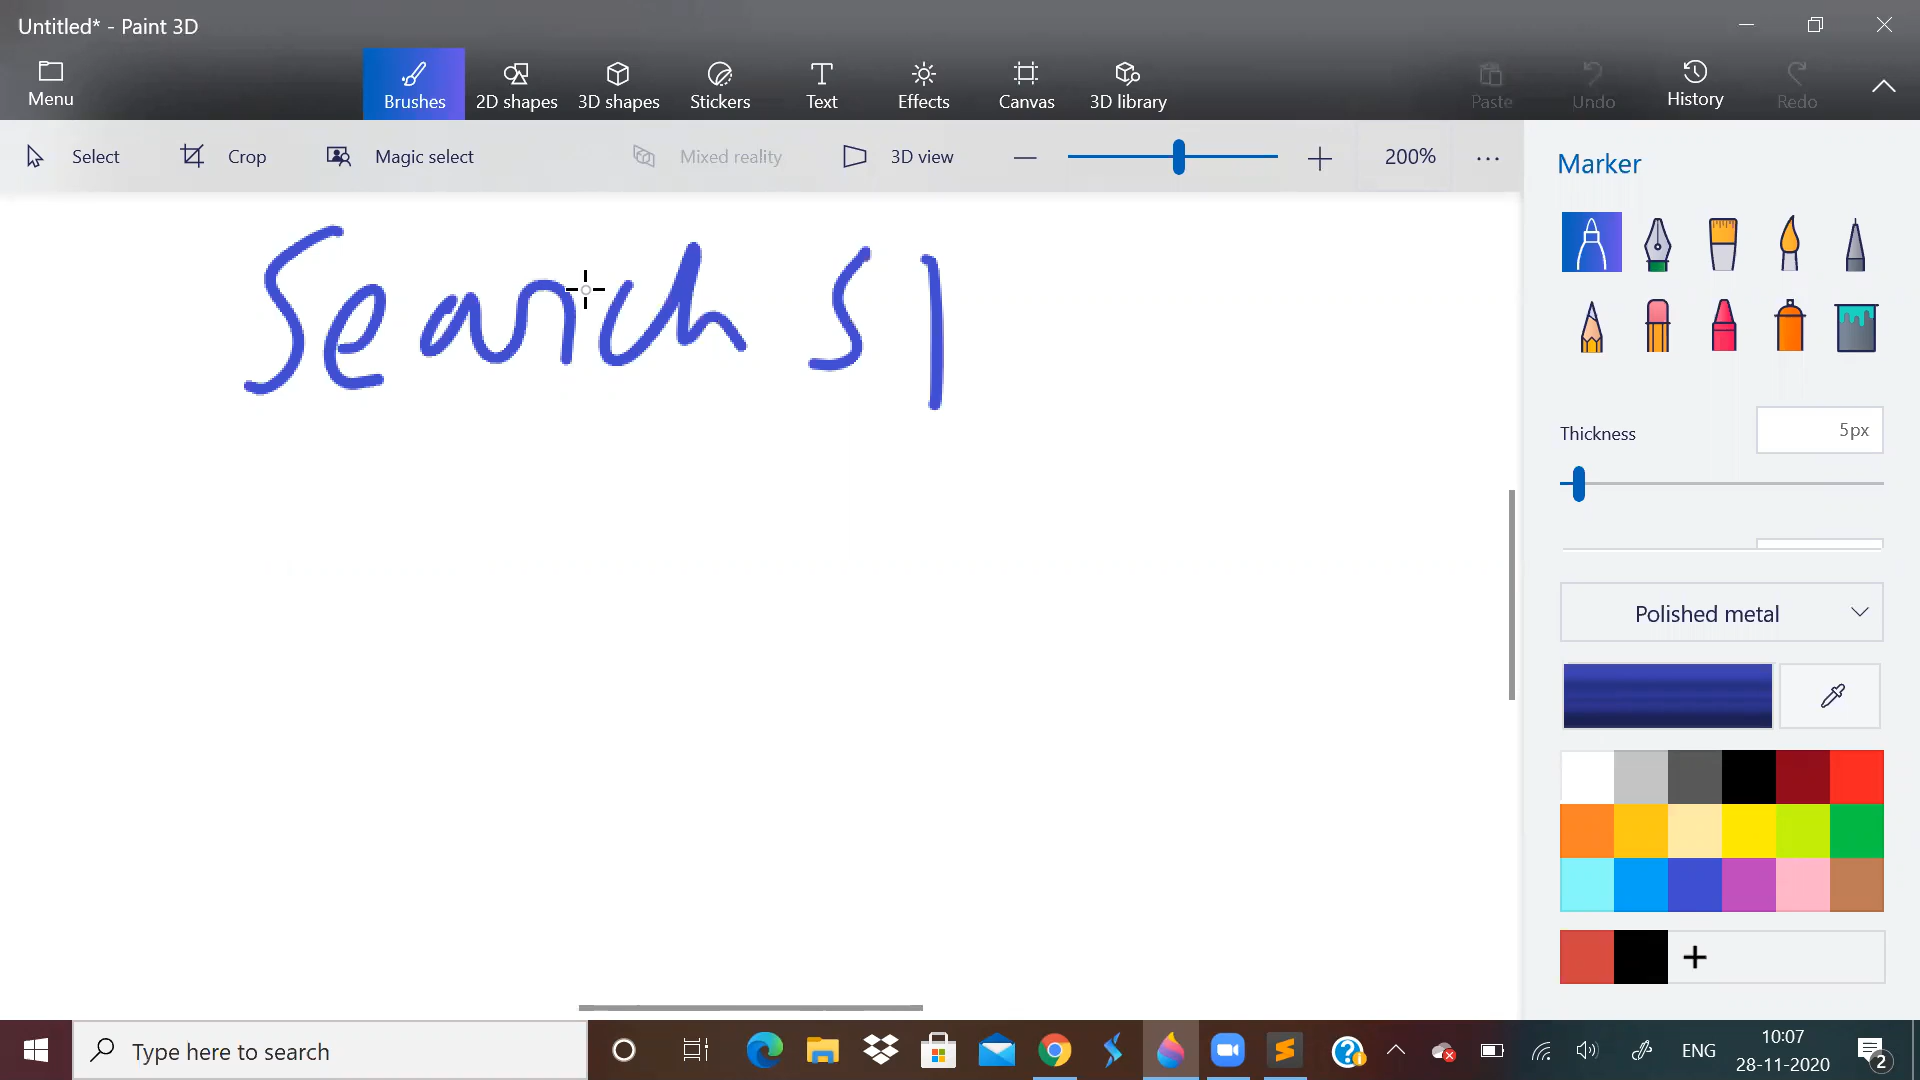 Untitled* - Paint 3D
Menu
Brushes
2D shapes
3D shapes
Stickers
Text
Effects
Canvas
3D library
Paste
Undo
History
Redo
Select
Crop
Magic select
Mixed reality
3D view
200%
Marker
Search S |
Thickness
5px
Polished metal
Type here to search
ENG
10:07
28-11-2020
2